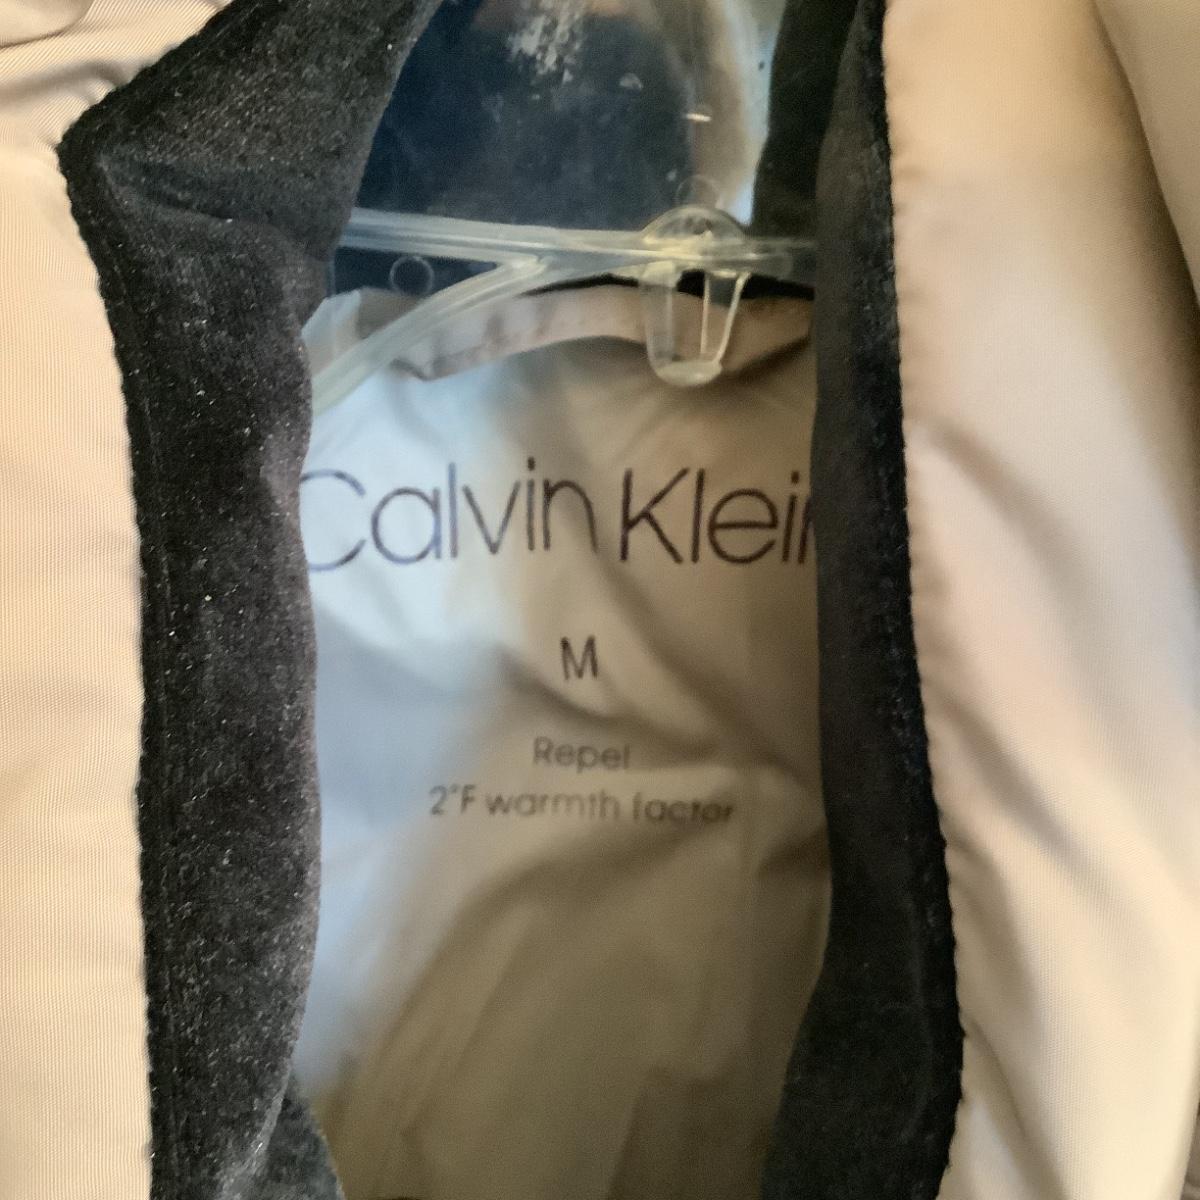 Calvin Klein
M
Repel
2°F warmth factor